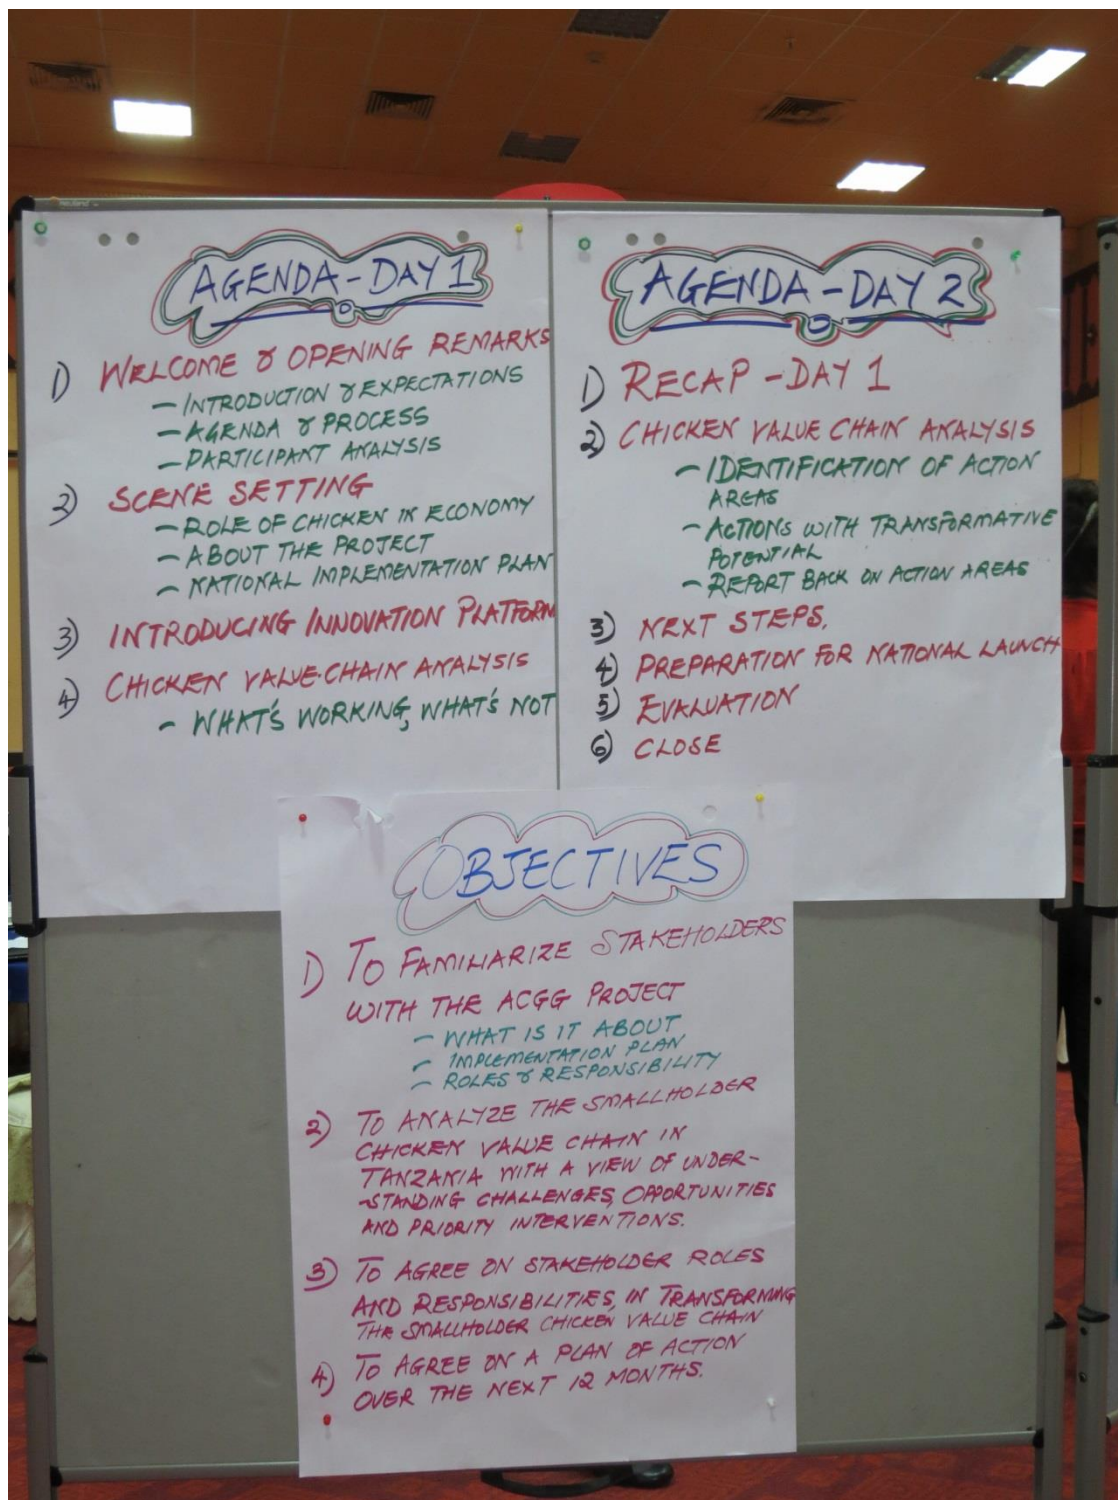 AGENDA-DAY 1
1) WELCOME & OPENING REMARKS
- INTRODUCTION & EXPECTATIONS
- AGENDA & PROCESS
- PARTICIPANT ANALYSIS
2) SCENE SETTING
- ROLE OF CHICKEN IN ECONOMY
- ABOUT THE PROJECT
- NATIONAL IMPLEMENTATION PLAN
3) INTRODUCING INNOVATION PLATFORM
4) CHICKEN VALUE-CHAIN ANALYSIS
- WHAT'S WORKING, WHAT'S NOT
AGENDA-DAY 2
1) RECAP - DAY 1
2) CHICKEN VALUE CHAIN ANALYSIS
- IDENTIFICATION OF ACTION
AREAS
- ACTIONS WITH TRANSFORMATIVE
POTENTIAL
- REPORT BACK ON ACTION AREAS
3) NEXT STEPS.
4) PREPARATION FOR NATIONAL LAUNCH
5) EVALUATION
6) CLOSE
OBJECTIVES
1) TO FAMILIARIZE STAKEHOLDERS
WITH THE ACGG PROJECT
- WHAT IS IT ABOUT
- IMPLEMENTATION PLAN
- ROLES & RESPONSIBILITY
2) TO ANALYZE THE SMALLHOLDER
CHICKEN VALUE CHAIN IN
TANZANIA WITH A VIEW OF UNDER-
-STANDING CHALLENGES, OPPORTUNITIES
AND PRIORITY INTERVENTIONS.
3) TO AGREE ON STAKEHOLDER ROLES
AND RESPONSIBILITIES, IN TRANSFORMING
THE SMALLHOLDER CHICKEN VALUE CHAIN
4) TO AGREE ON A PLAN OF ACTION
OVER THE NEXT 12 MONTHS.